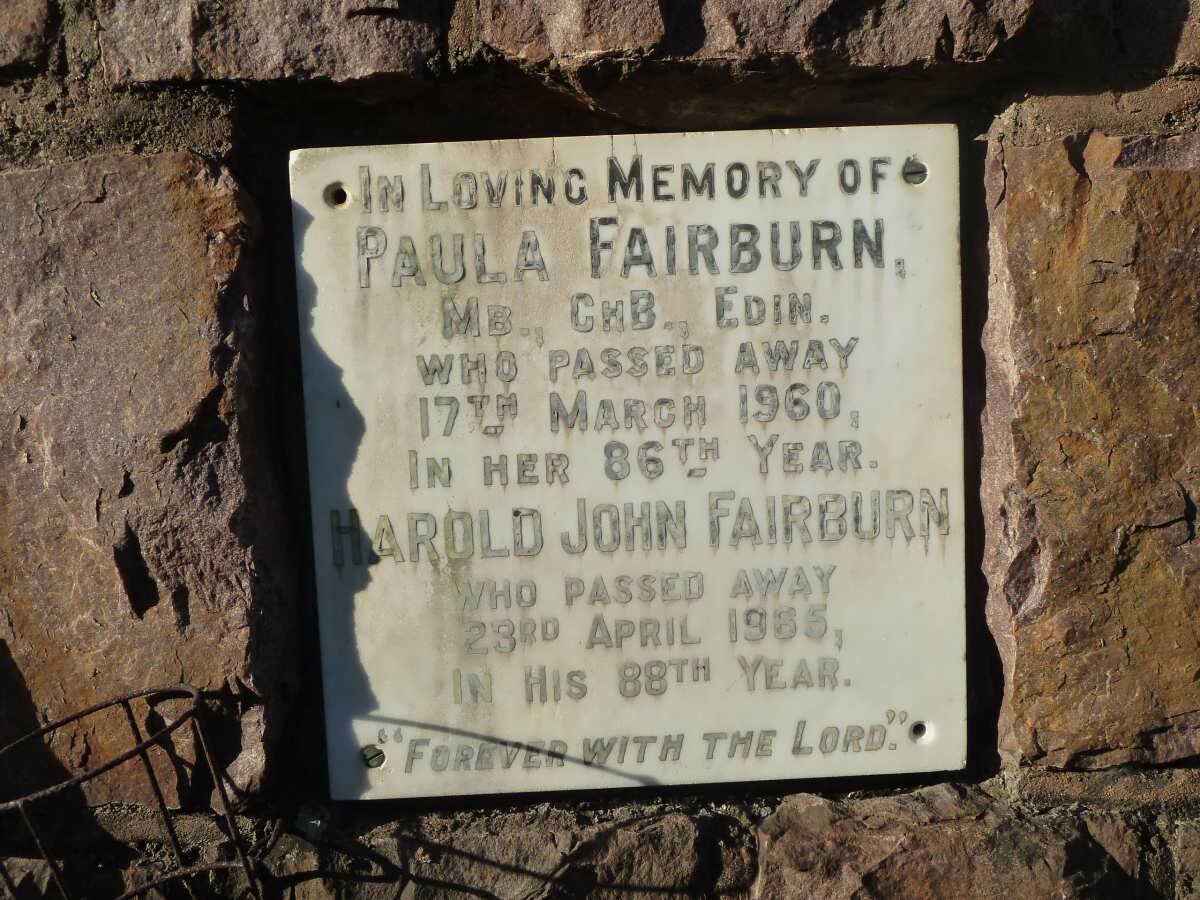 In Loving Memory of
Paula Fairburn,
Mb., ChB., Edin.
who passed away
17th March 1960,
In her 86th Year.
Harold John Fairburn
who passed away
23rd April 1965,
In His 88th Year.
"Forever with the Lord."